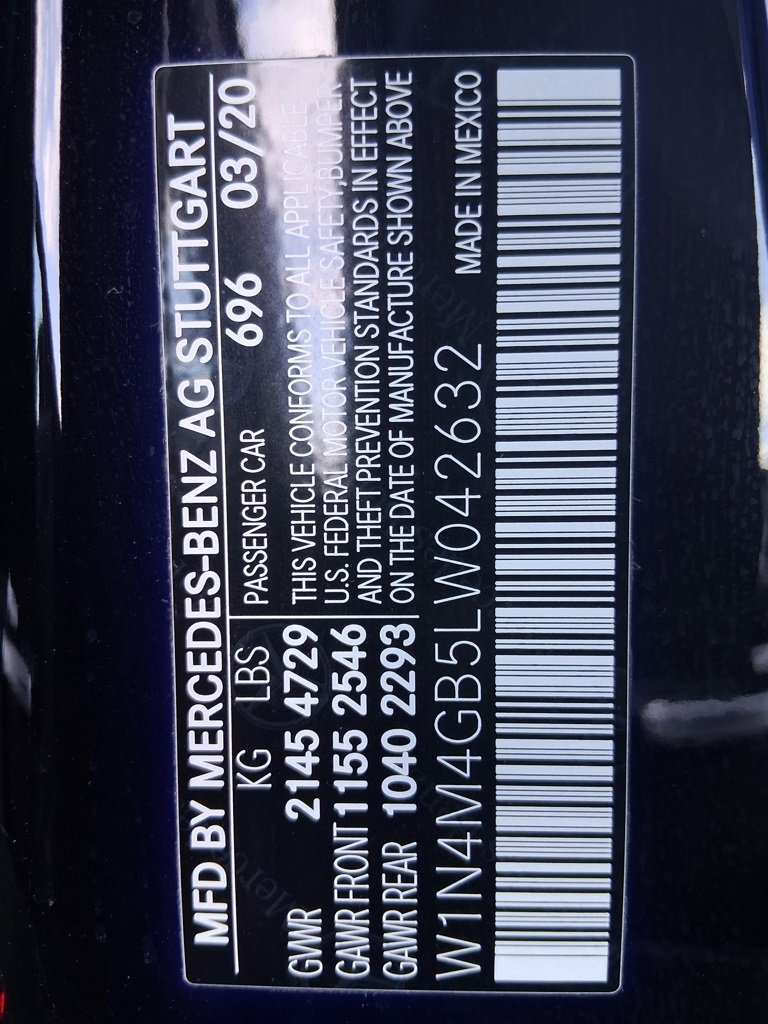 MFD BY MERCEDES-BENZ AG STUTTGART
KG LBS PASSENGER CAR 696 03/20
GVWR 2145 4729 THIS VEHICLE CONFORMS TO ALL APPLICABLE
GAWR FRONT 1155 2546 U.S. FEDERAL MOTOR VEHICLE SAFETY,BUMPER
GAWR REAR 1040 2293 AND THEFT PREVENTION STANDARDS IN EFFECT
ON THE DATE OF MANUFACTURE SHOWN ABOVE
W1N4M4GB5LW042632 MADE IN MEXICO